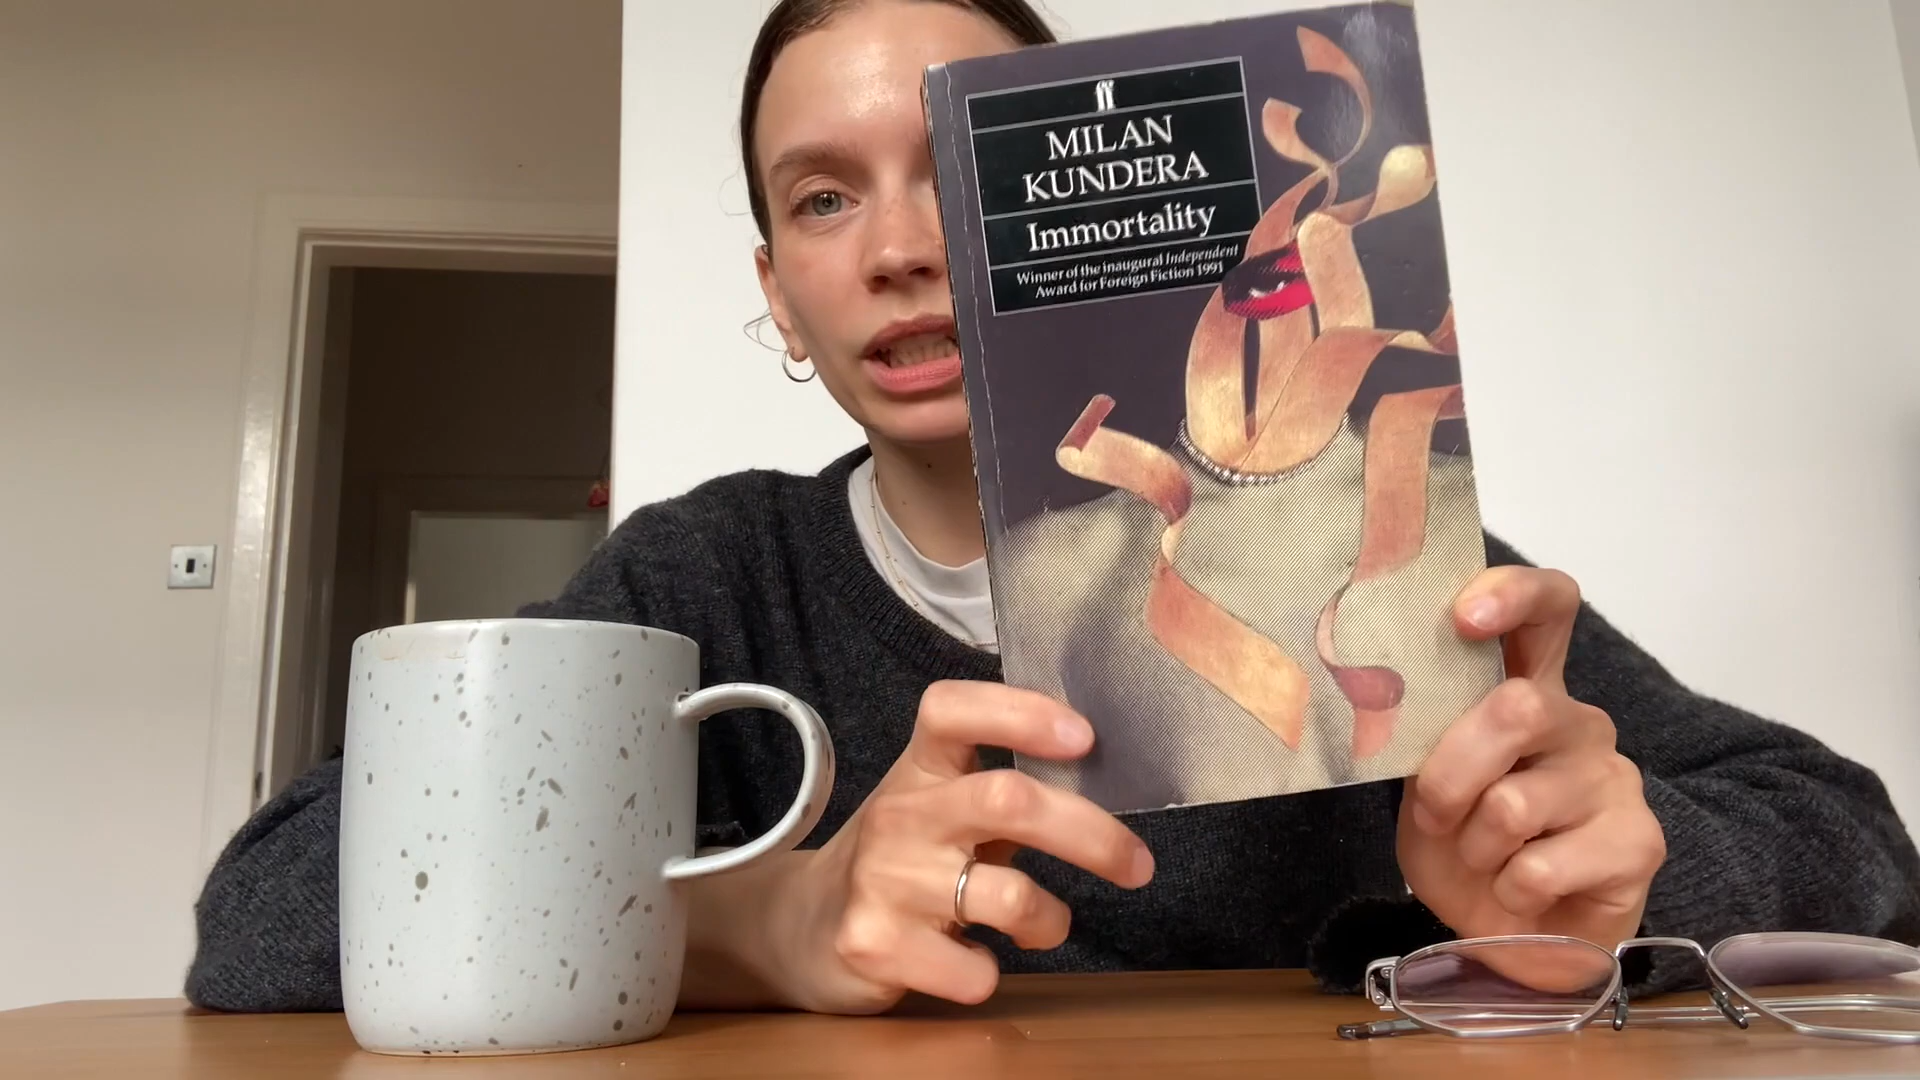 ff
MILAN
KUNDERA
Immortality
Winner of the inaugural Independent
Award for Foreign Fiction 1991